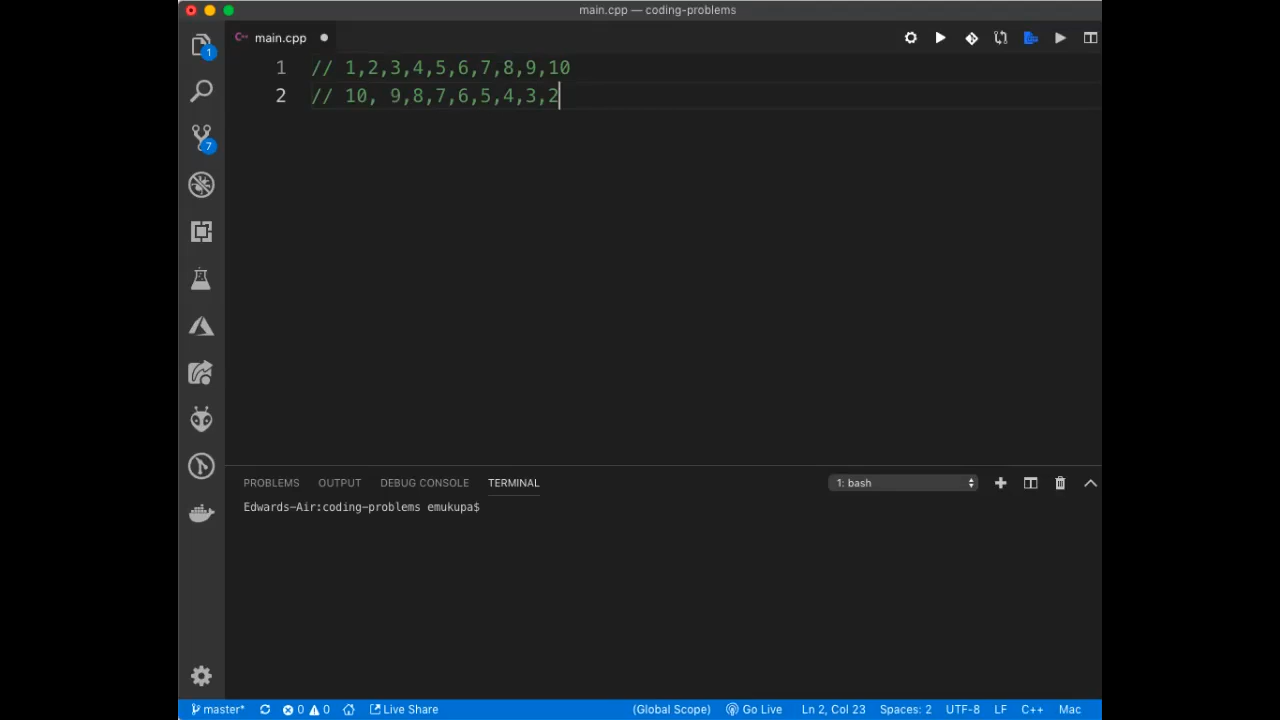 main.cpp — coding-problems
main.cpp
1 // 1,2,3,4,5,6,7,8,9,10
2 // 10, 9,8,7,6,5,4,3,2
1
7
PROBLEMS OUTPUT DEBUG CONSOLE TERMINAL 1: bash
Edwards-Air:coding-problems emukupa$
master* 0 0 Live Share (Global Scope) Go Live Ln 2, Col 23 Spaces: 2 UTF-8 LF C++ Mac